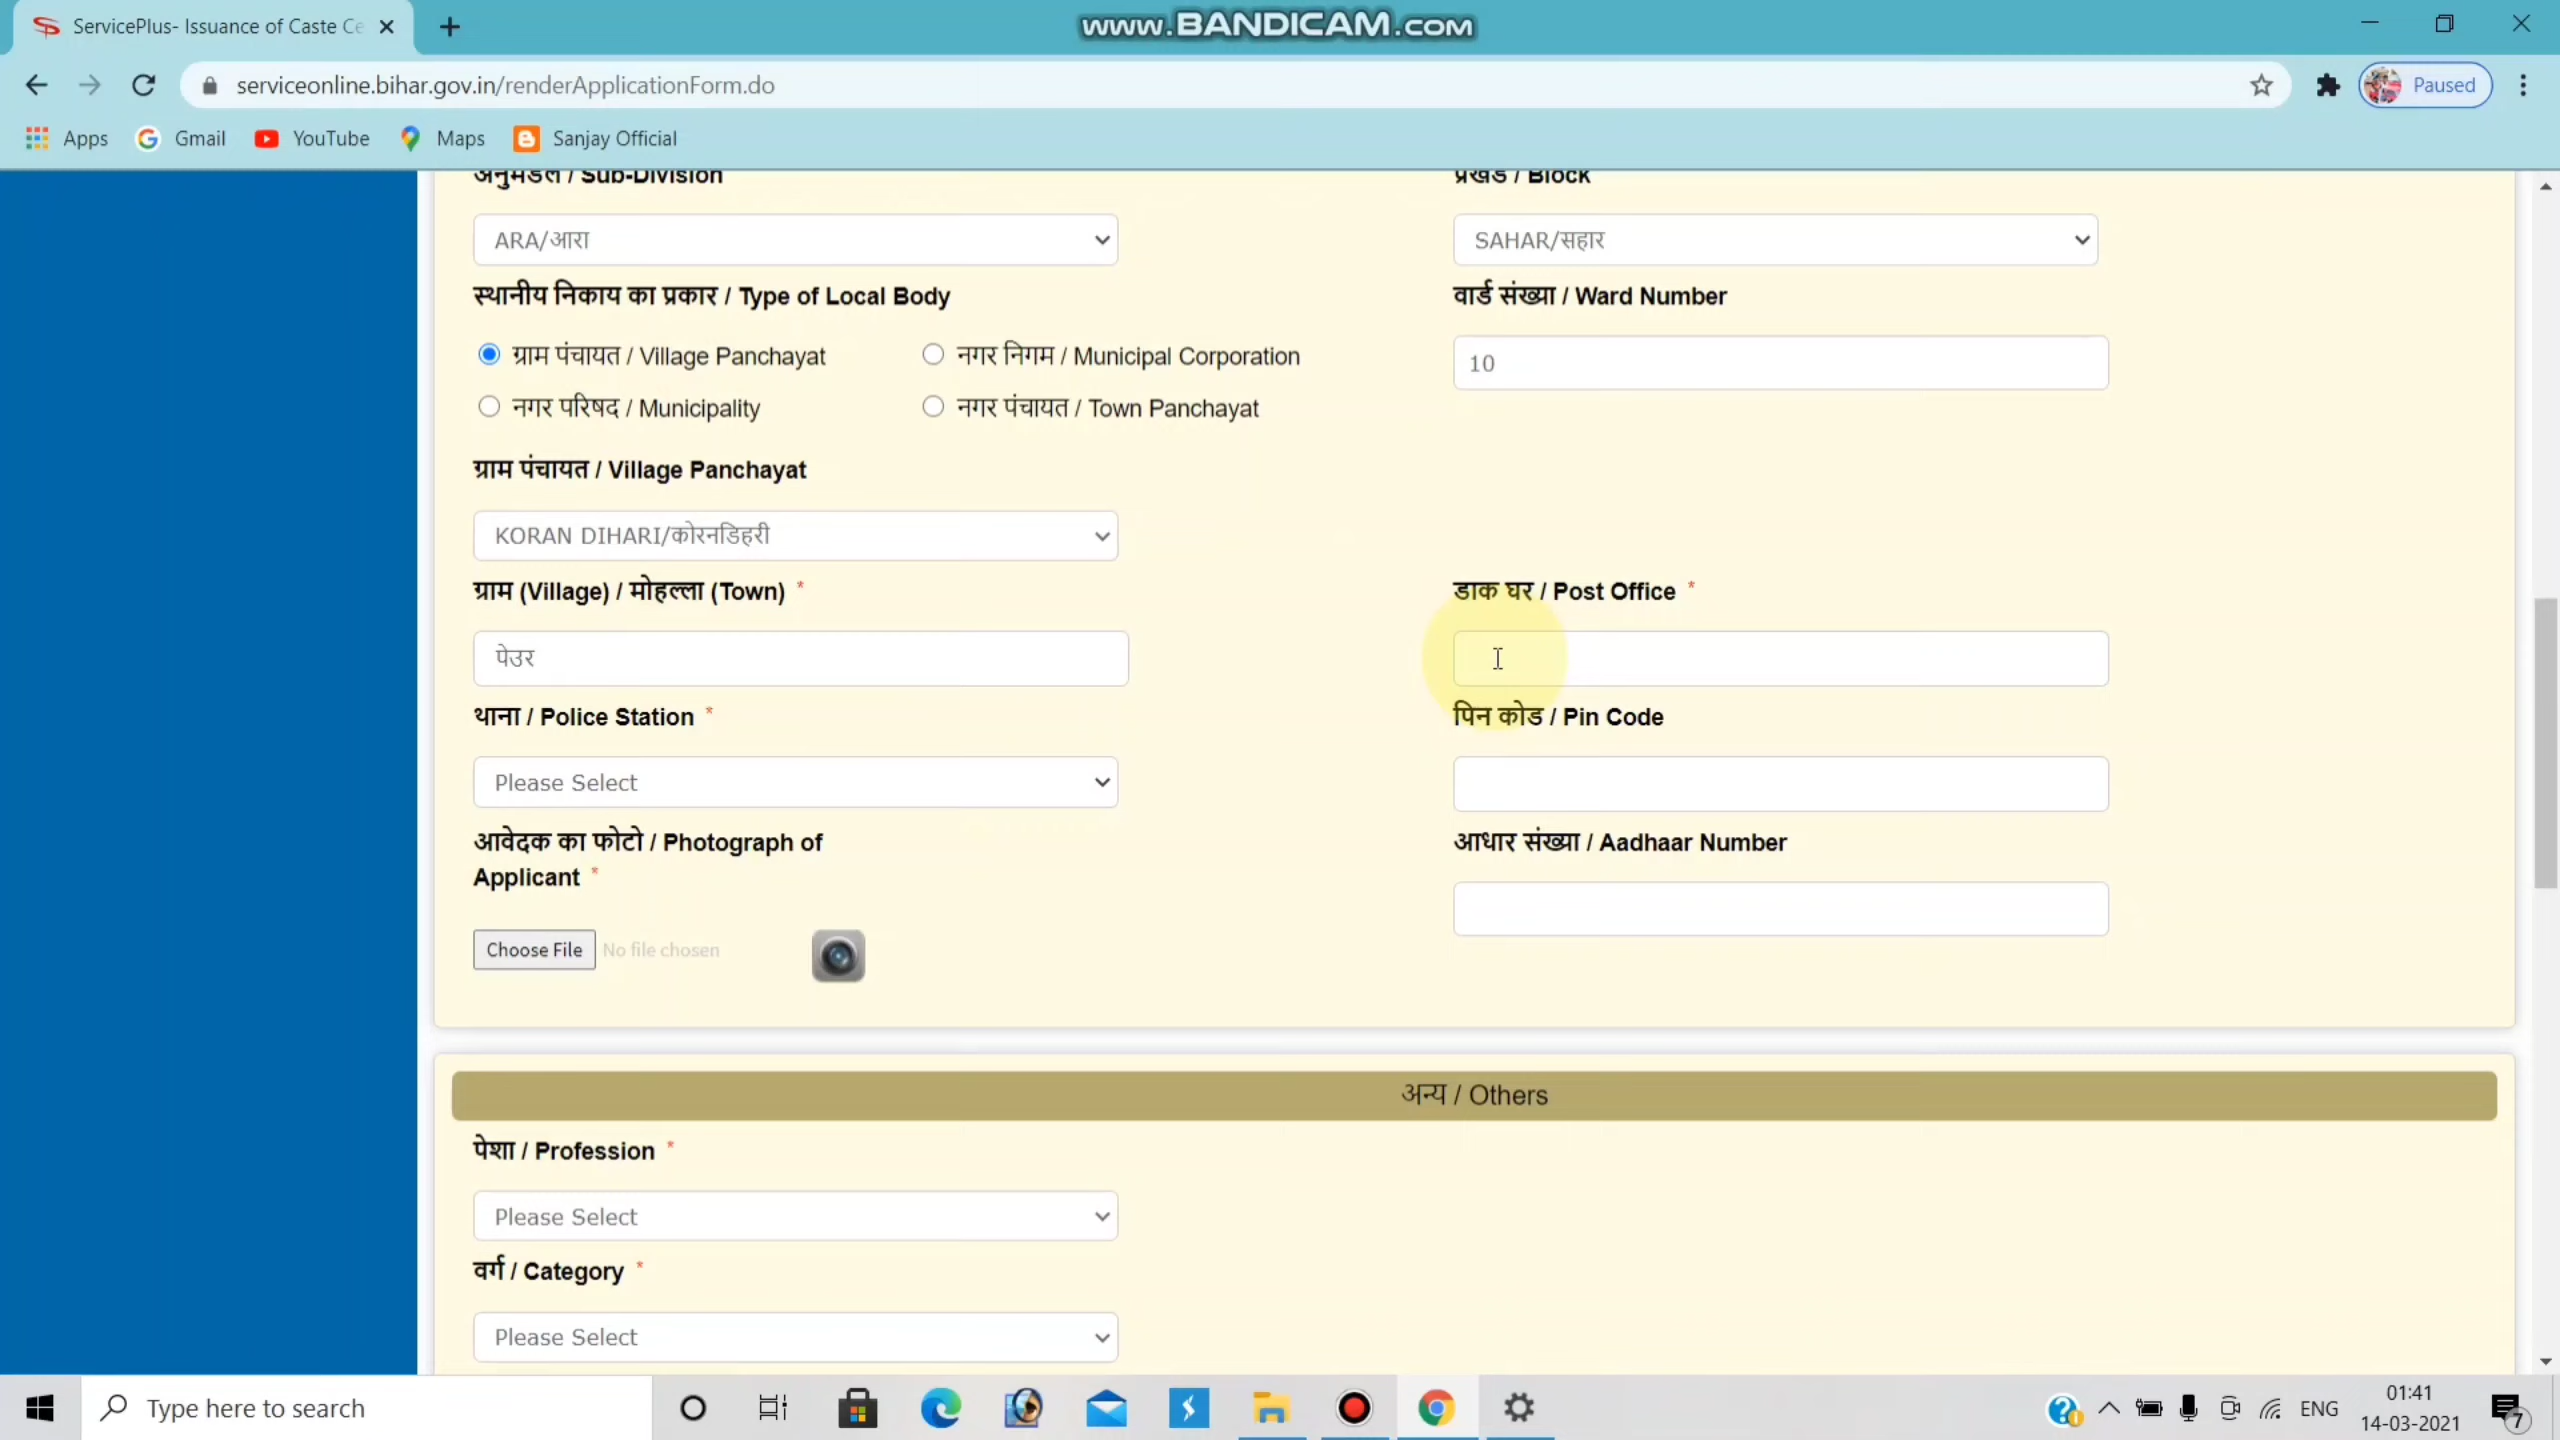 ServicePlus- Issuance of Caste Ce
www.BANDICAM.com
serviceonline.bihar.gov.in/renderApplicationForm.do
Paused
Apps Gmail YouTube Maps Sanjay Official
अनुमंडल / Sub-Division प्रखंड / Block
ARA/आरा SAHAR/सहार
स्थानीय निकाय का प्रकार / Type of Local Body वार्ड संख्या / Ward Number
ग्राम पंचायत / Village Panchayat नगर निगम / Municipal Corporation 10
नगर परिषद / Municipality नगर पंचायत / Town Panchayat
ग्राम पंचायत / Village Panchayat
KORAN DIHARI/कोरनडिहरी
ग्राम (Village) / मोहल्ला (Town) * डाक घर / Post Office *
पेउर
थाना / Police Station * पिन कोड / Pin Code
Please Select
आवेदक का फोटो / Photograph of आधार संख्या / Aadhaar Number
Applicant *
Choose File No file chosen
अन्य / Others
पेशा / Profession *
Please Select
वर्ग / Category *
Please Select
Type here to search
ENG
01:41
14-03-2021
7